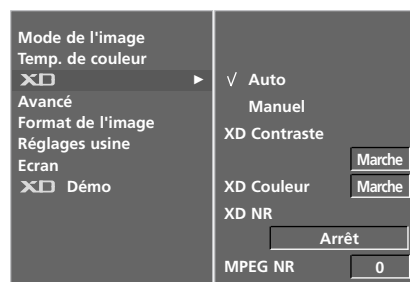 Mode de l'image
Temp. de couleur
XD
Avancé
Format de l'image
Réglages usine
Ecran
XD Démo
√ Auto
Manuel
XD Contraste
Marche
XD Couleur Marche
XD NR
Arrêt
MPEG NR 0